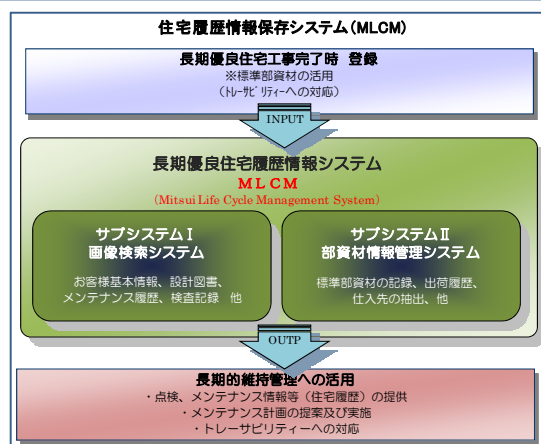 住宅履歴情報保存システム（MLCM）
長期優良住宅工事完了時 登録
※標準部資材の活用
（トレーサビリティーへの対応）
INPUT
長期優良住宅履歴情報システム
MLCM
（Mitsui Life Cycle Management System）
サブシステムⅠ
画像検索システム
お客様基本情報、設計図書、
メンテナンス履歴、検査記録 他
サブシステムⅡ
部資材情報管理システム
標準部資材の記録、出荷履歴、
仕入先の抽出、他
OUTP
長期的維持管理への活用
・点検、メンテナンス情報等（住宅履歴）の提供
・メンテナンス計画の提案及び実施
・トレーサビリティーへの対応